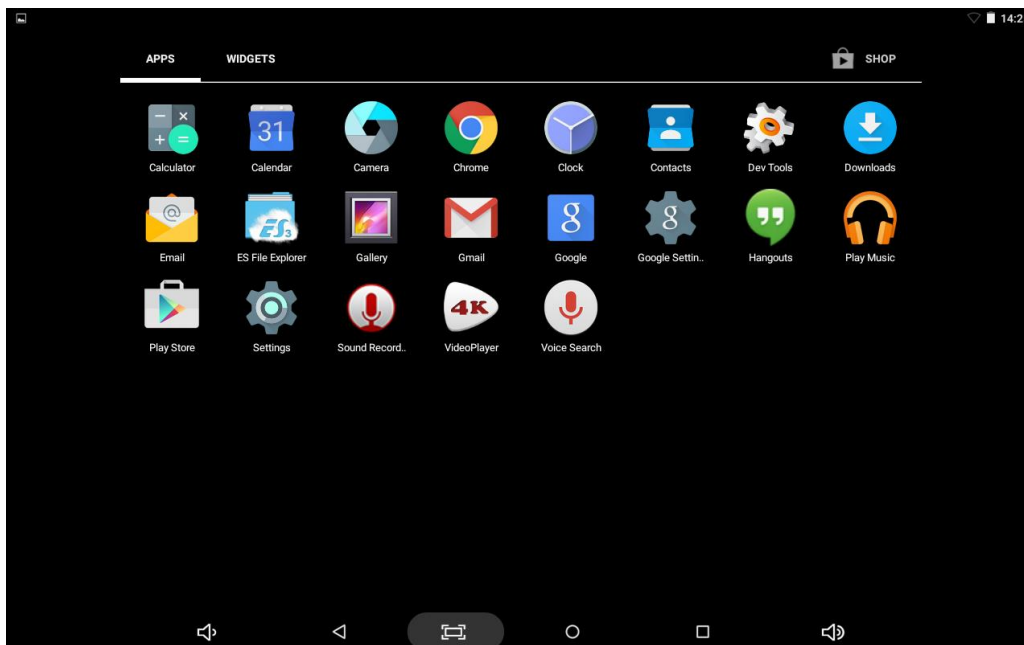 14:2
APPS WIDGETS SHOP
31
Calculator Calendar Camera Chrome Clock Contacts Dev Tools Downloads
@ ES3 g g
Email ES File Explorer Gallery Gmail Google Google Settin.. Hangouts Play Music
4K
Play Store Settings Sound Record.. VideoPlayer Voice Search